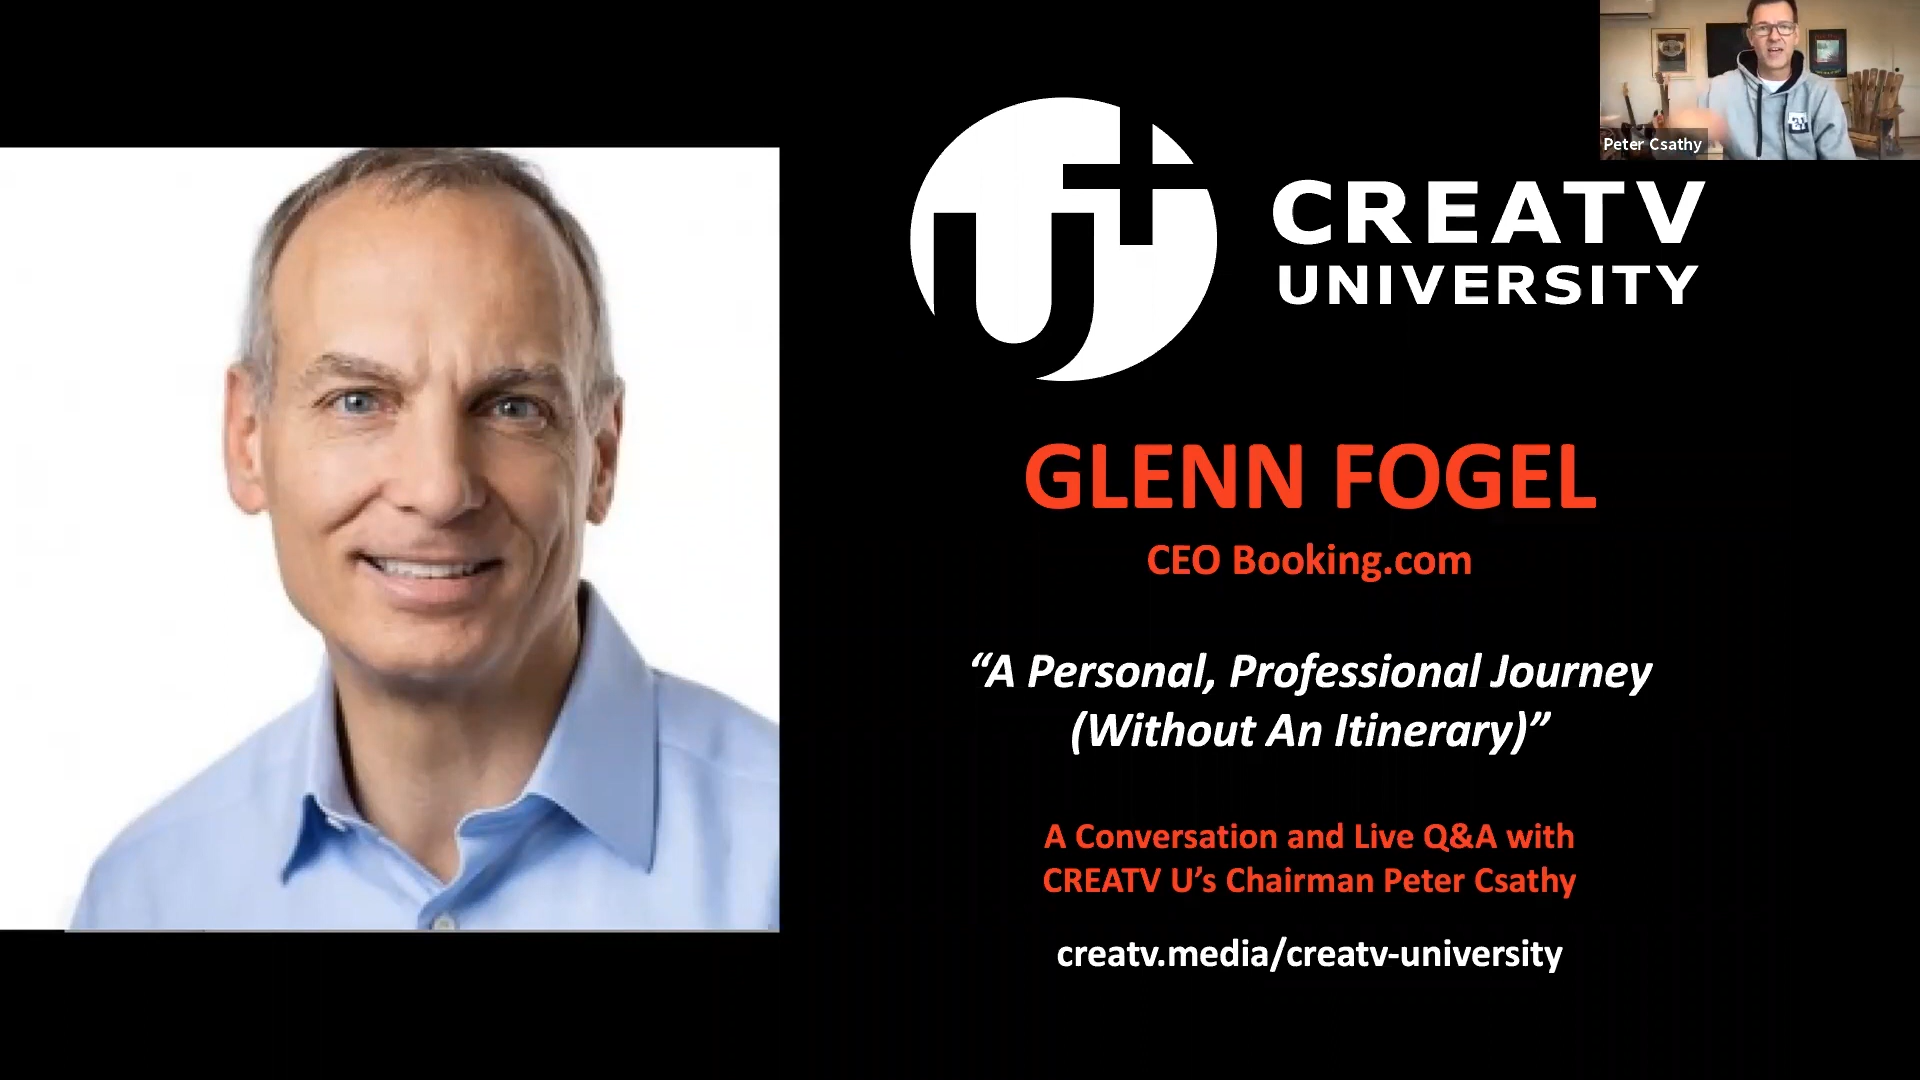 Peter Csathy
U+
CREATV
UNIVERSITY
GLENN FOGEL
CEO Booking.com
“A Personal, Professional Journey
(Without An Itinerary)”
A Conversation and Live Q&A with
CREATV U’s Chairman Peter Csathy
creatv.media/creatv-university